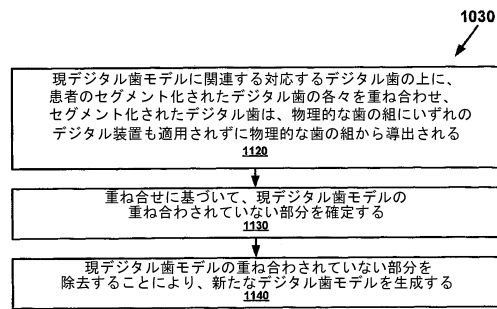 1030
現デジタル歯モデルに関連する対応するデジタル歯の上に、
患者のセグメント化されたデジタル歯の各々を重ね合わせ、
セグメント化されたデジタル歯は、物理的な歯の組にいずれの
デジタル装置も適用されずに物理的な歯の組から導出される
1120
重ね合せに基づいて、現デジタル歯モデルの
重ね合わされていない部分を確定する
1130
現デジタル歯モデルの重ね合わされていない部分を
除去することにより、新たなデジタル歯モデルを生成する
1140